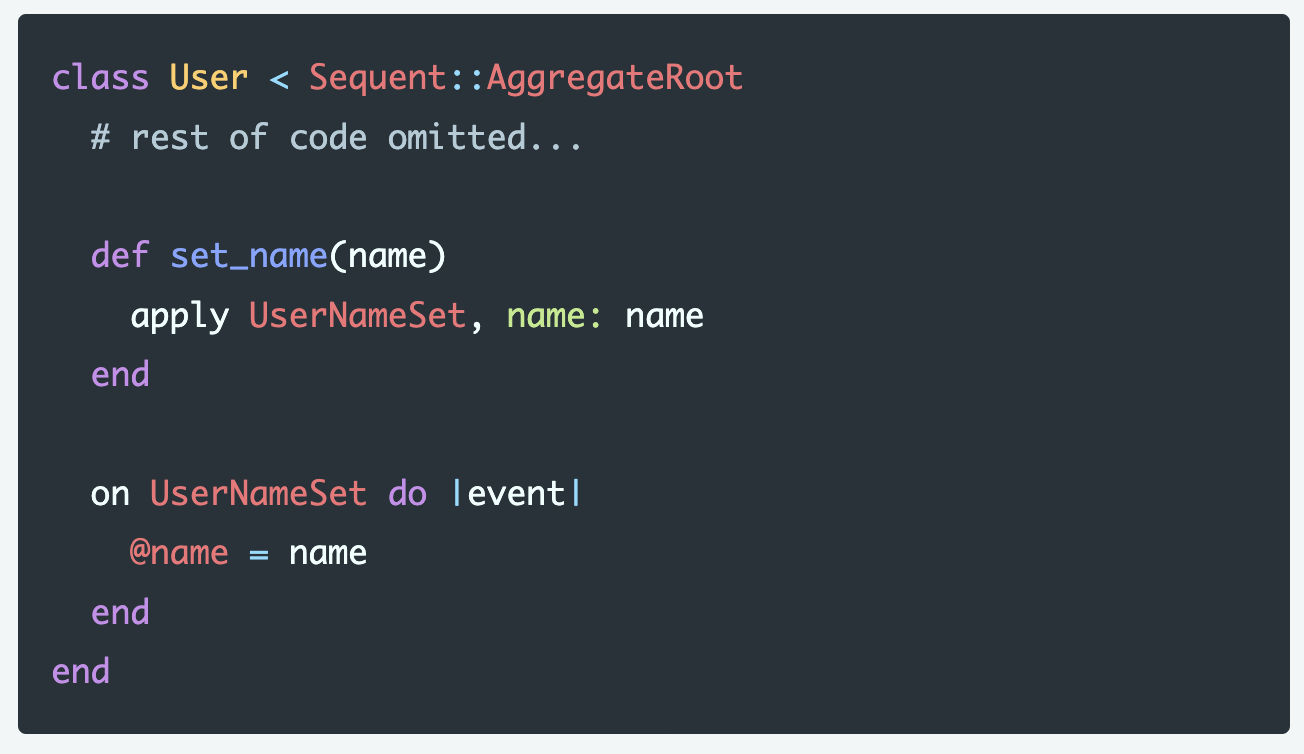 class User < Sequent::AggregateRoot
  # rest of code omitted...
  def set_name(name)
    apply UserNameSet, name: name
  end
  on UserNameSet do |event|
    @name = name
  end
end